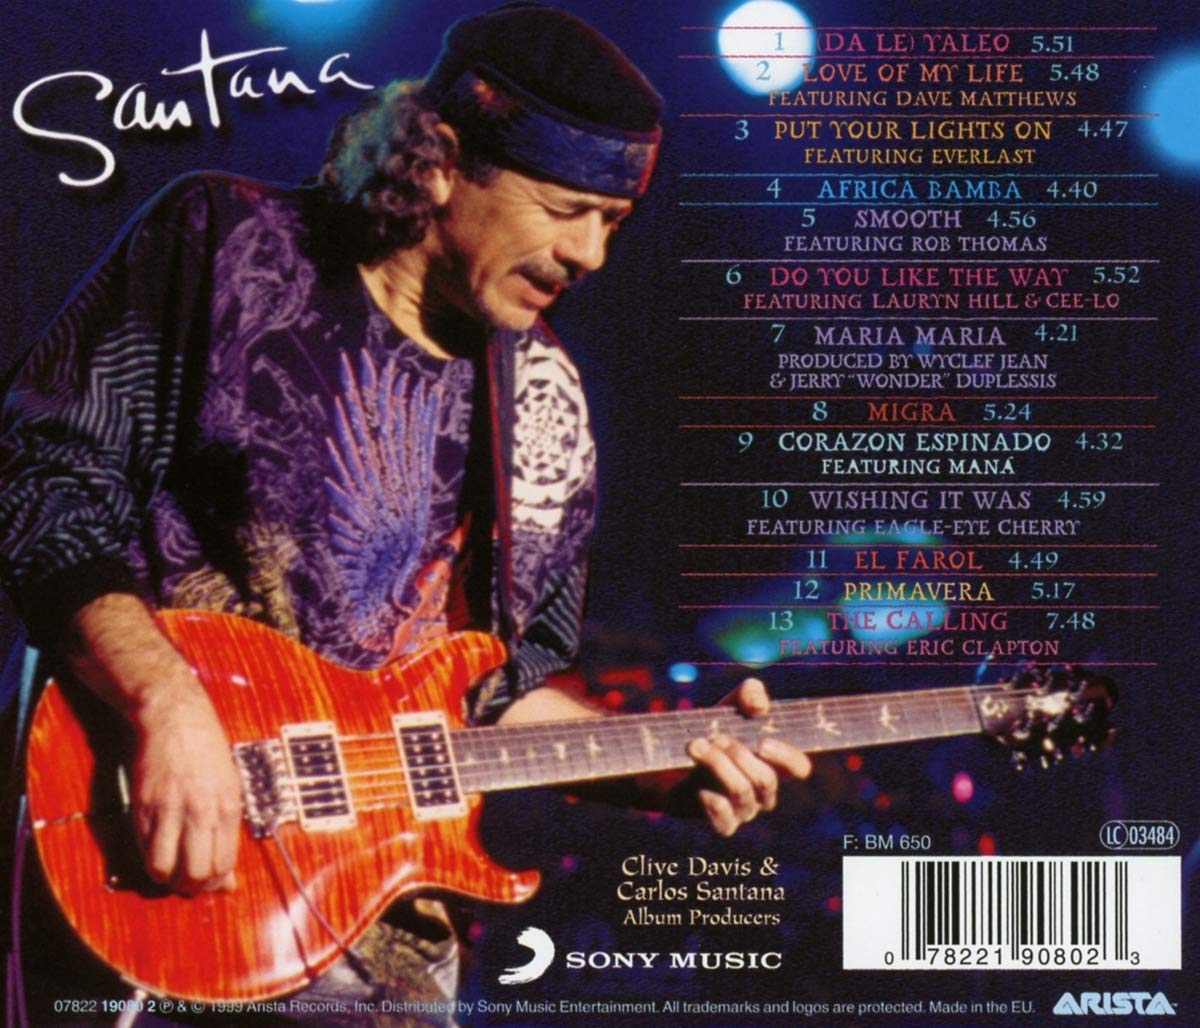 Santana
1 (DA LE) YALEO 5.51
2 LOVE OF MY LIFE 5.48
FEATURING DAVE MATTHEWS
3 PUT YOUR LIGHTS ON 4.47
FEATURING EVERLAST
4 AFRICA BAMBA 4.40
5 SMOOTH 4.56
FEATURING ROB THOMAS
6 DO YOU LIKE THE WAY 5.52
FEATURING LAURYN HILL & CEE-LO
7 MARIA MARIA 4.21
PRODUCED BY WYCLEF JEAN
& JERRY "WONDER" DUPLESSIS
8 MIGRA 5.24
9 CORAZON ESPINADO 4.32
FEATURING MANÁ
10 WISHING IT WAS 4.59
FEATURING EAGLE-EYE CHERRY
11 EL FAROL 4.49
12 PRIMAVERA 5.17
13 THE CALLING 7.48
FEATURING ERIC CLAPTON
F: BM 650
LC 03484
Clive Davis &
Carlos Santana
Album Producers
SONY MUSIC
0 78221 90802 3
07822 19080 2 ℗ & © 1999 Arista Records, Inc. Distributed by Sony Music Entertainment. All trademarks and logos are protected. Made in the EU.
ARISTA™